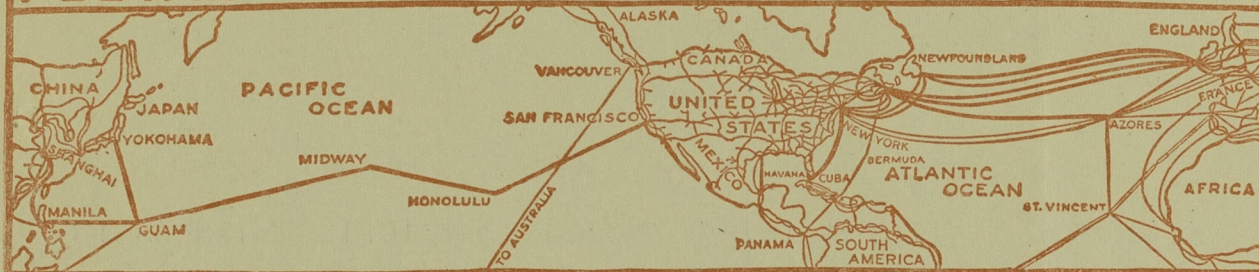 ALASKA
ENGLAND
CANADA
NEWFOUNDLAND
VANCOUVER
CHINA
PACIFIC
OCEAN
JAPAN
UNITED
STATES
FRANCE
SAN FRANCISCO
AZORES
YOKOHAMA
NEW YORK
SHANGHAI
MEXICO
MIDWAY
BERMUDA
HAVANA
CUBA
ATLANTIC
OCEAN
AFRICA
HONOLULU
MANILA
ST. VINCENT
GUAM
TO AUSTRALIA
PANAMA
SOUTH
AMERICA